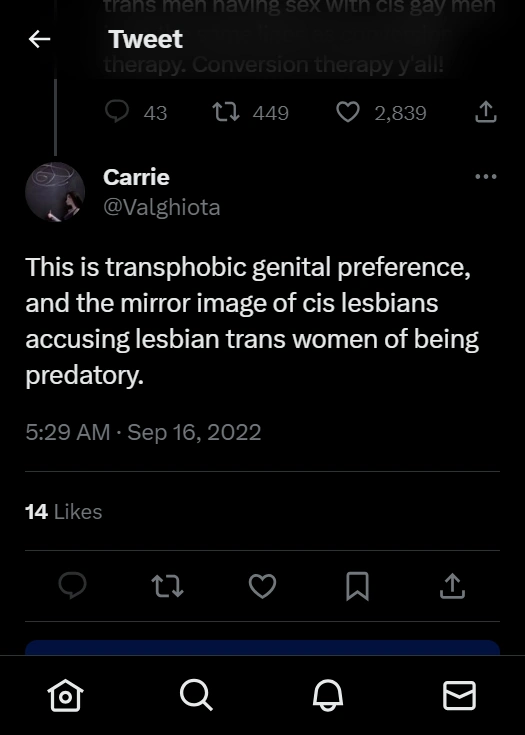 trans men having sex with cis gay men
Tweet
therapy. Conversion therapy y'all!
43 449 2,839
Carrie
@Valghiota
This is transphobic genital preference,
and the mirror image of cis lesbians
accusing lesbian trans women of being
predatory.
5:29 AM · Sep 16, 2022
14 Likes